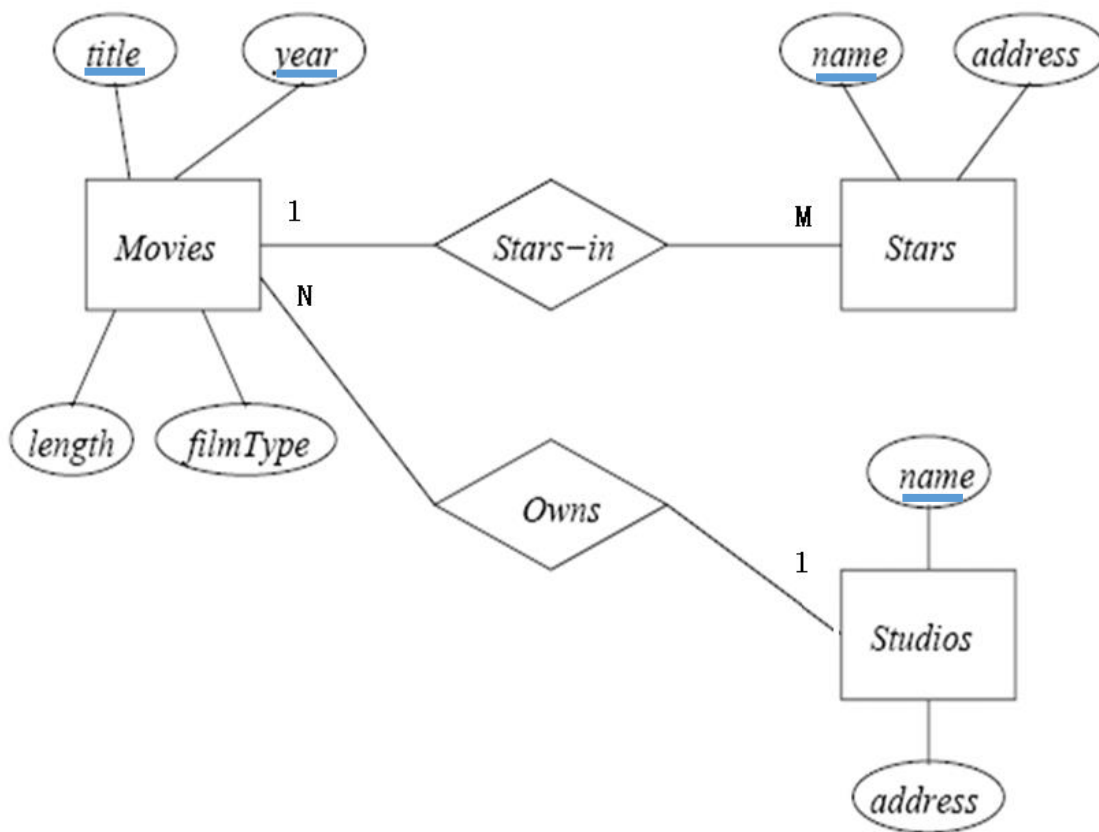 title year name address
1 M
Movies Stars−in Stars
N
length filmType
name
Owns
1
Studios
address